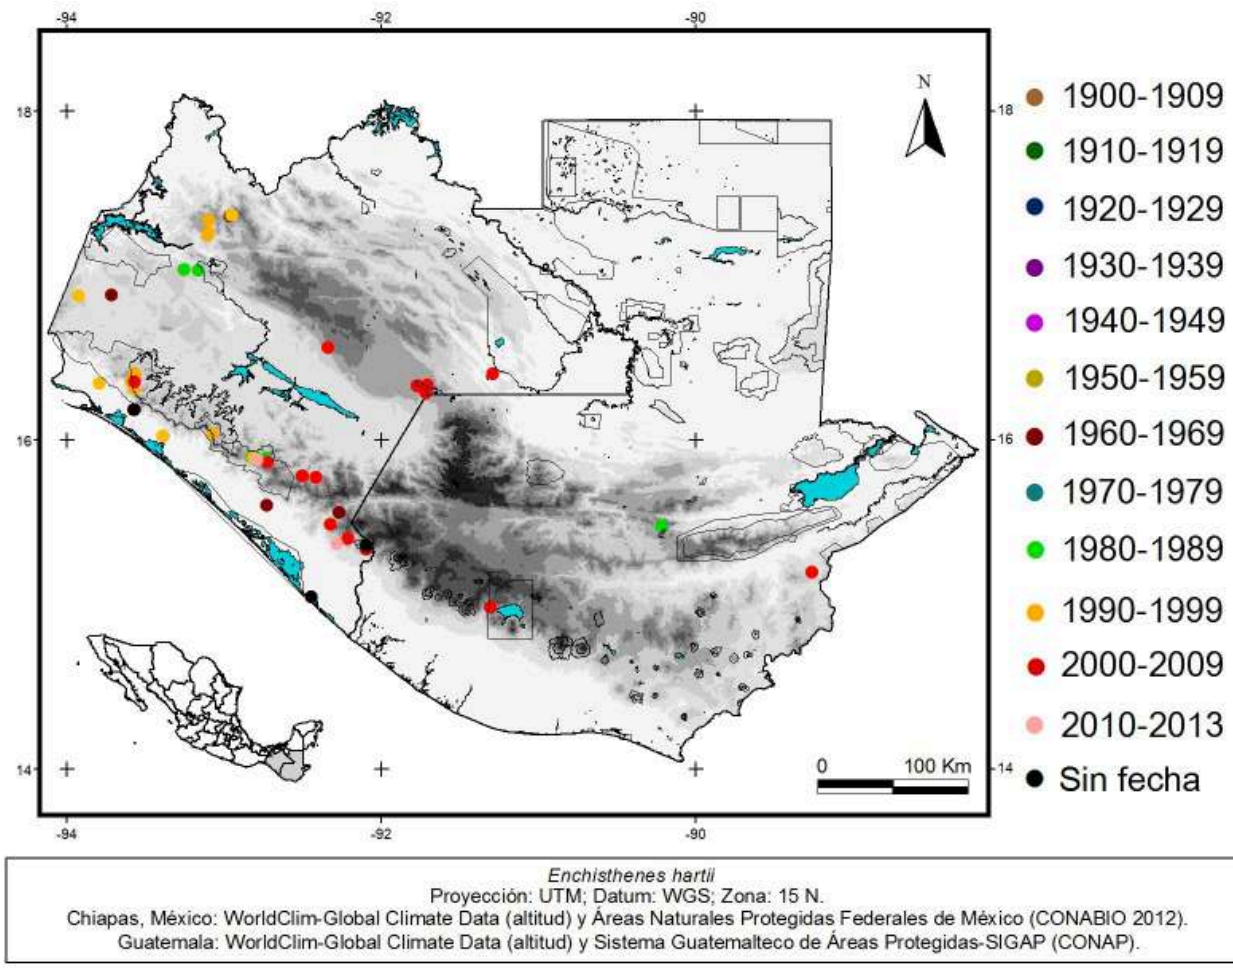 -94 -92 -90
N
18 18
16 16
14 14
0 100 Km
-94 -92 -90
1900-1909
1910-1919
1920-1929
1930-1939
1940-1949
1950-1959
1960-1969
1970-1979
1980-1989
1990-1999
2000-2009
2010-2013
Sin fecha
Enchisthenes hartii
Proyección: UTM; Datum: WGS; Zona: 15 N.
Chiapas, México: WorldClim-Global Climate Data (altitud) y Áreas Naturales Protegidas Federales de México (CONABIO 2012).
Guatemala: WorldClim-Global Climate Data (altitud) y Sistema Guatemalteco de Áreas Protegidas-SIGAP (CONAP).